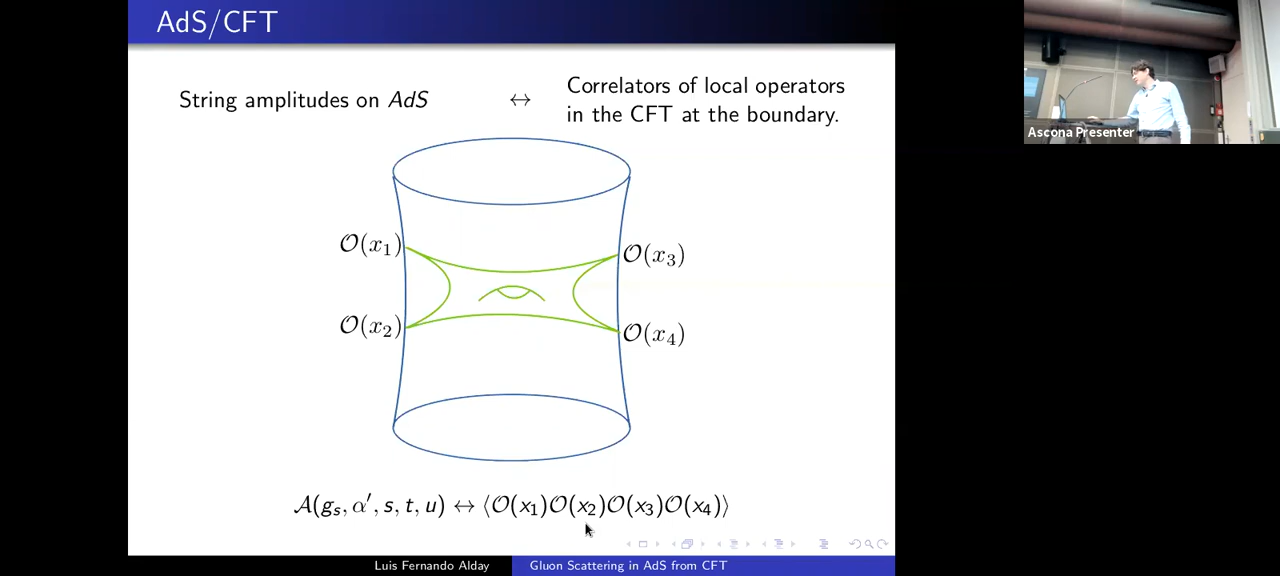 AdS/CFT
String amplitudes on AdS ↔ Correlators of local operators
in the CFT at the boundary.
𝒪(x₁)
𝒪(x₃)
𝒪(x₂)
𝒪(x₄)
𝒜(gₛ, α′, s, t, u) ↔ ⟨𝒪(x₁)𝒪(x₂)𝒪(x₃)𝒪(x₄)⟩
Luis Fernando Alday Gluon Scattering in AdS from CFT
Ascona Presenter